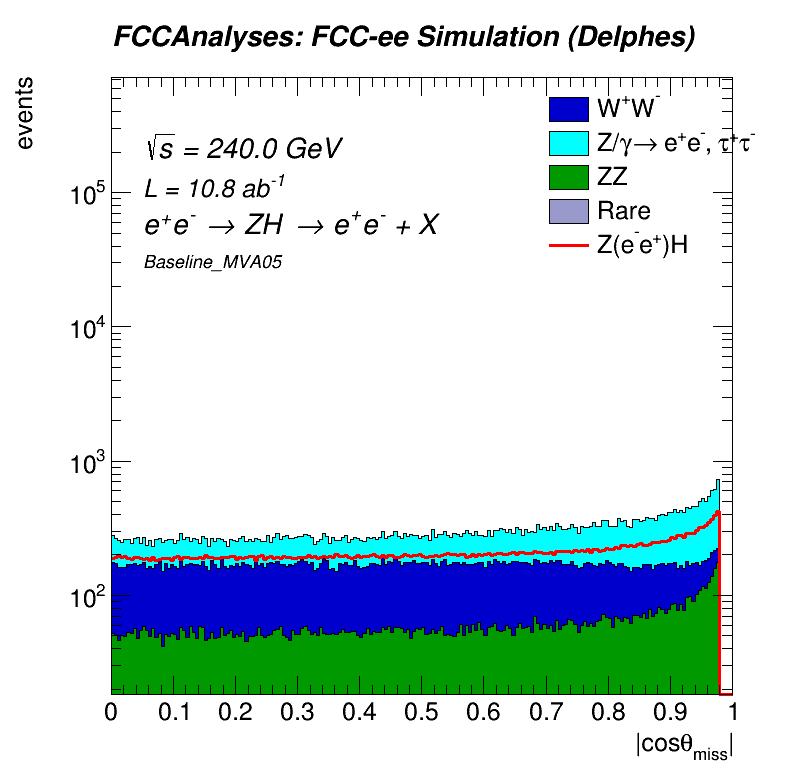 FCCAnalyses: FCC-ee Simulation (Delphes)
events
√s = 240.0 GeV
L = 10.8 ab⁻¹
e⁺e⁻ → ZH → e⁺e⁻ + X
Baseline_MVA05
W⁺W⁻
Z/γ→ e⁺e⁻, τ⁺τ⁻
ZZ
Rare
Z(e⁻e⁺)H
10⁵
10⁴
10³
10²
0 0.1 0.2 0.3 0.4 0.5 0.6 0.7 0.8 0.9 1
|cosθ_miss|